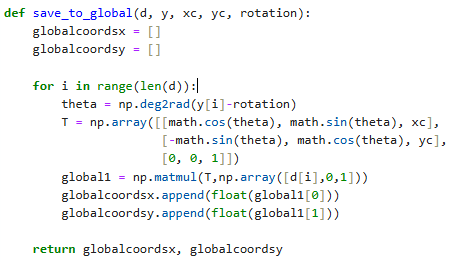 def save_to_global(d, y, xc, yc, rotation):
    globalcoordsx = []
    globalcoordsy = []

    for i in range(len(d)):
        theta = np.deg2rad(y[i]-rotation)
        T = np.array([[math.cos(theta), math.sin(theta), xc],
                      [-math.sin(theta), math.cos(theta), yc],
                      [0, 0, 1]])
        global1 = np.matmul(T,np.array([d[i],0,1]))
        globalcoordsx.append(float(global1[0]))
        globalcoordsy.append(float(global1[1]))

    return globalcoordsx, globalcoordsy